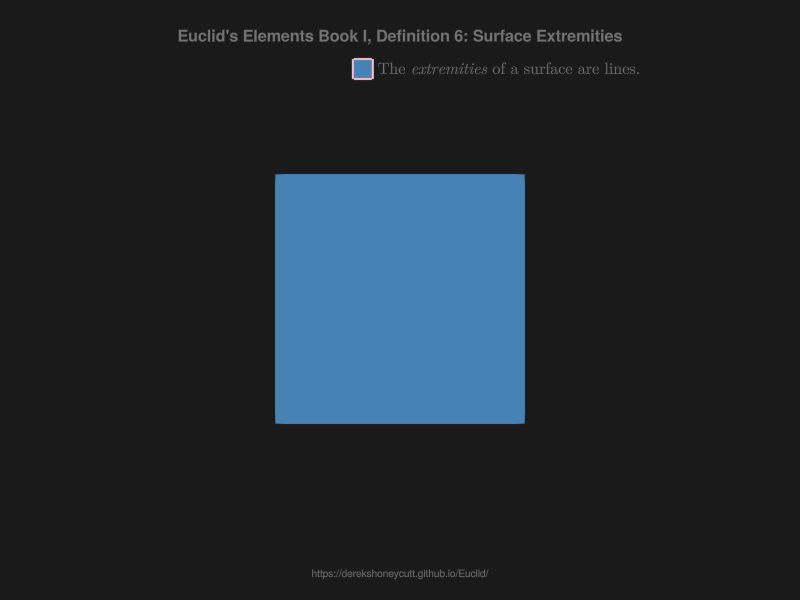 Euclid's Elements Book I, Definition 6: Surface Extremities
The extremities of a surface are lines.
https://derekshoneycutt.github.io/Euclid/